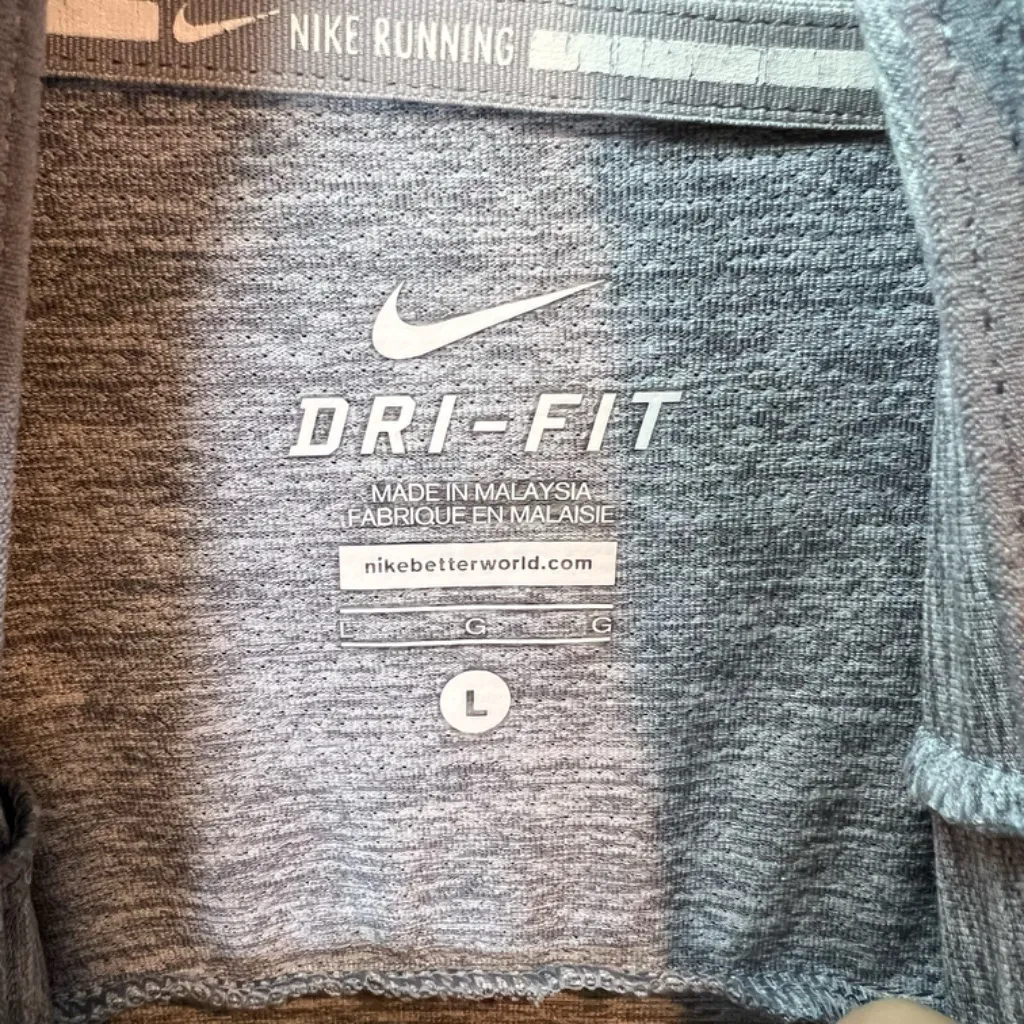 NIKE RUNNING
DRI-FIT
MADE IN MALAYSIA
FABRIQUE EN MALAISIE
nikebetterworld.com
L G G
L